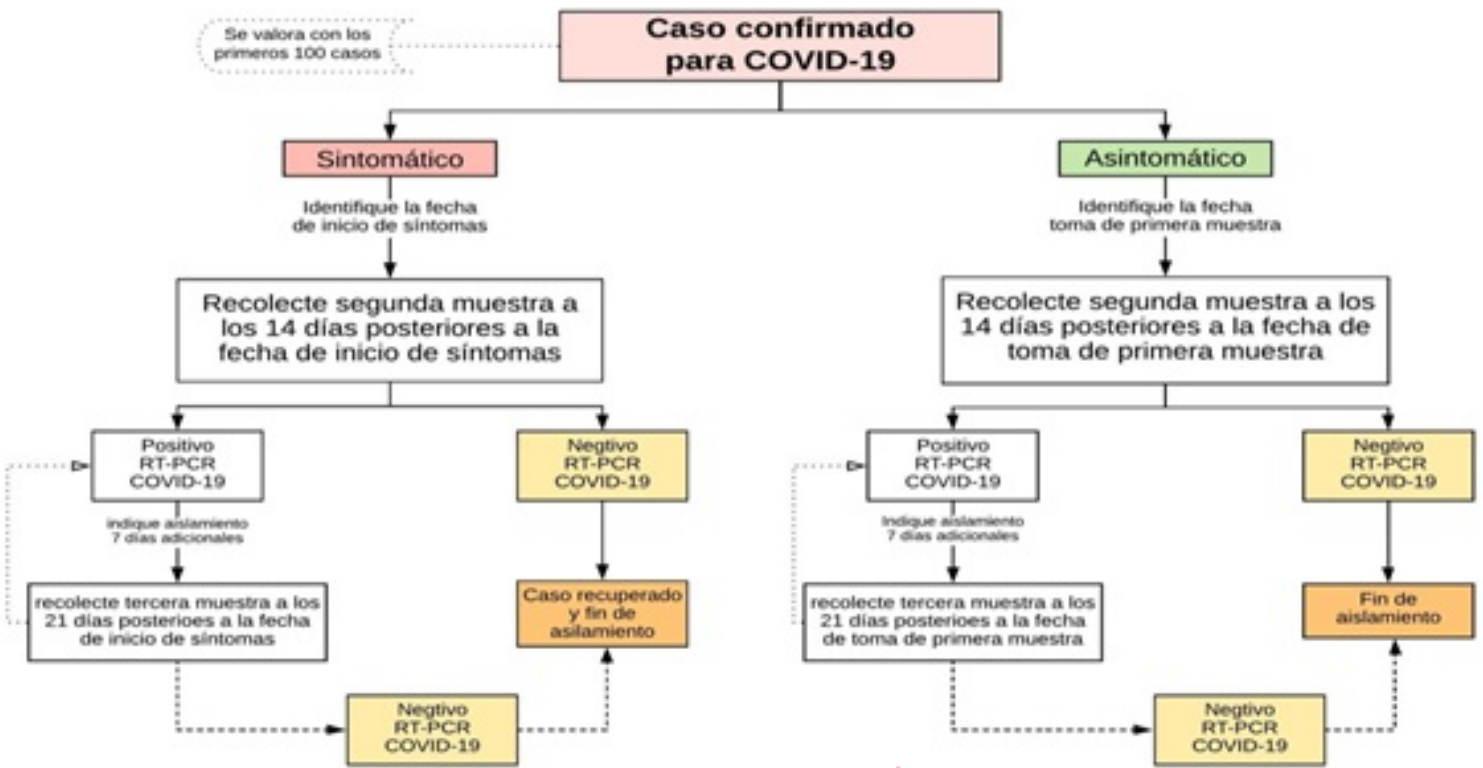 Se valora con los
primeros 100 casos
Caso confirmado
para COVID-19
Sintomático
Identifique la fecha
de inicio de síntomas
Recolecte segunda muestra a
los 14 días posteriores a la
fecha de inicio de síntomas
Positivo
RT-PCR
COVID-19
indique aislamiento
7 días adicionales
recolecte tercera muestra a los
21 días posterioes a la fecha
de inicio de síntomas
Negtivo
RT-PCR
COVID-19
Caso recuperado
y fin de
asilamiento
Negtivo
RT-PCR
COVID-19
Asintomático
Identifique la fecha
toma de primera muestra
Recolecte segunda muestra a los
14 días posteriores a la fecha de
toma de primera muestra
Positivo
RT-PCR
COVID-19
Indique aislamiento
7 días adicionales
recolecte tercera muestra a los
21 días posterioes a la fecha
de toma de primera muestra
Negtivo
RT-PCR
COVID-19
Fin de
aislamiento
Negtivo
RT-PCR
COVID-19